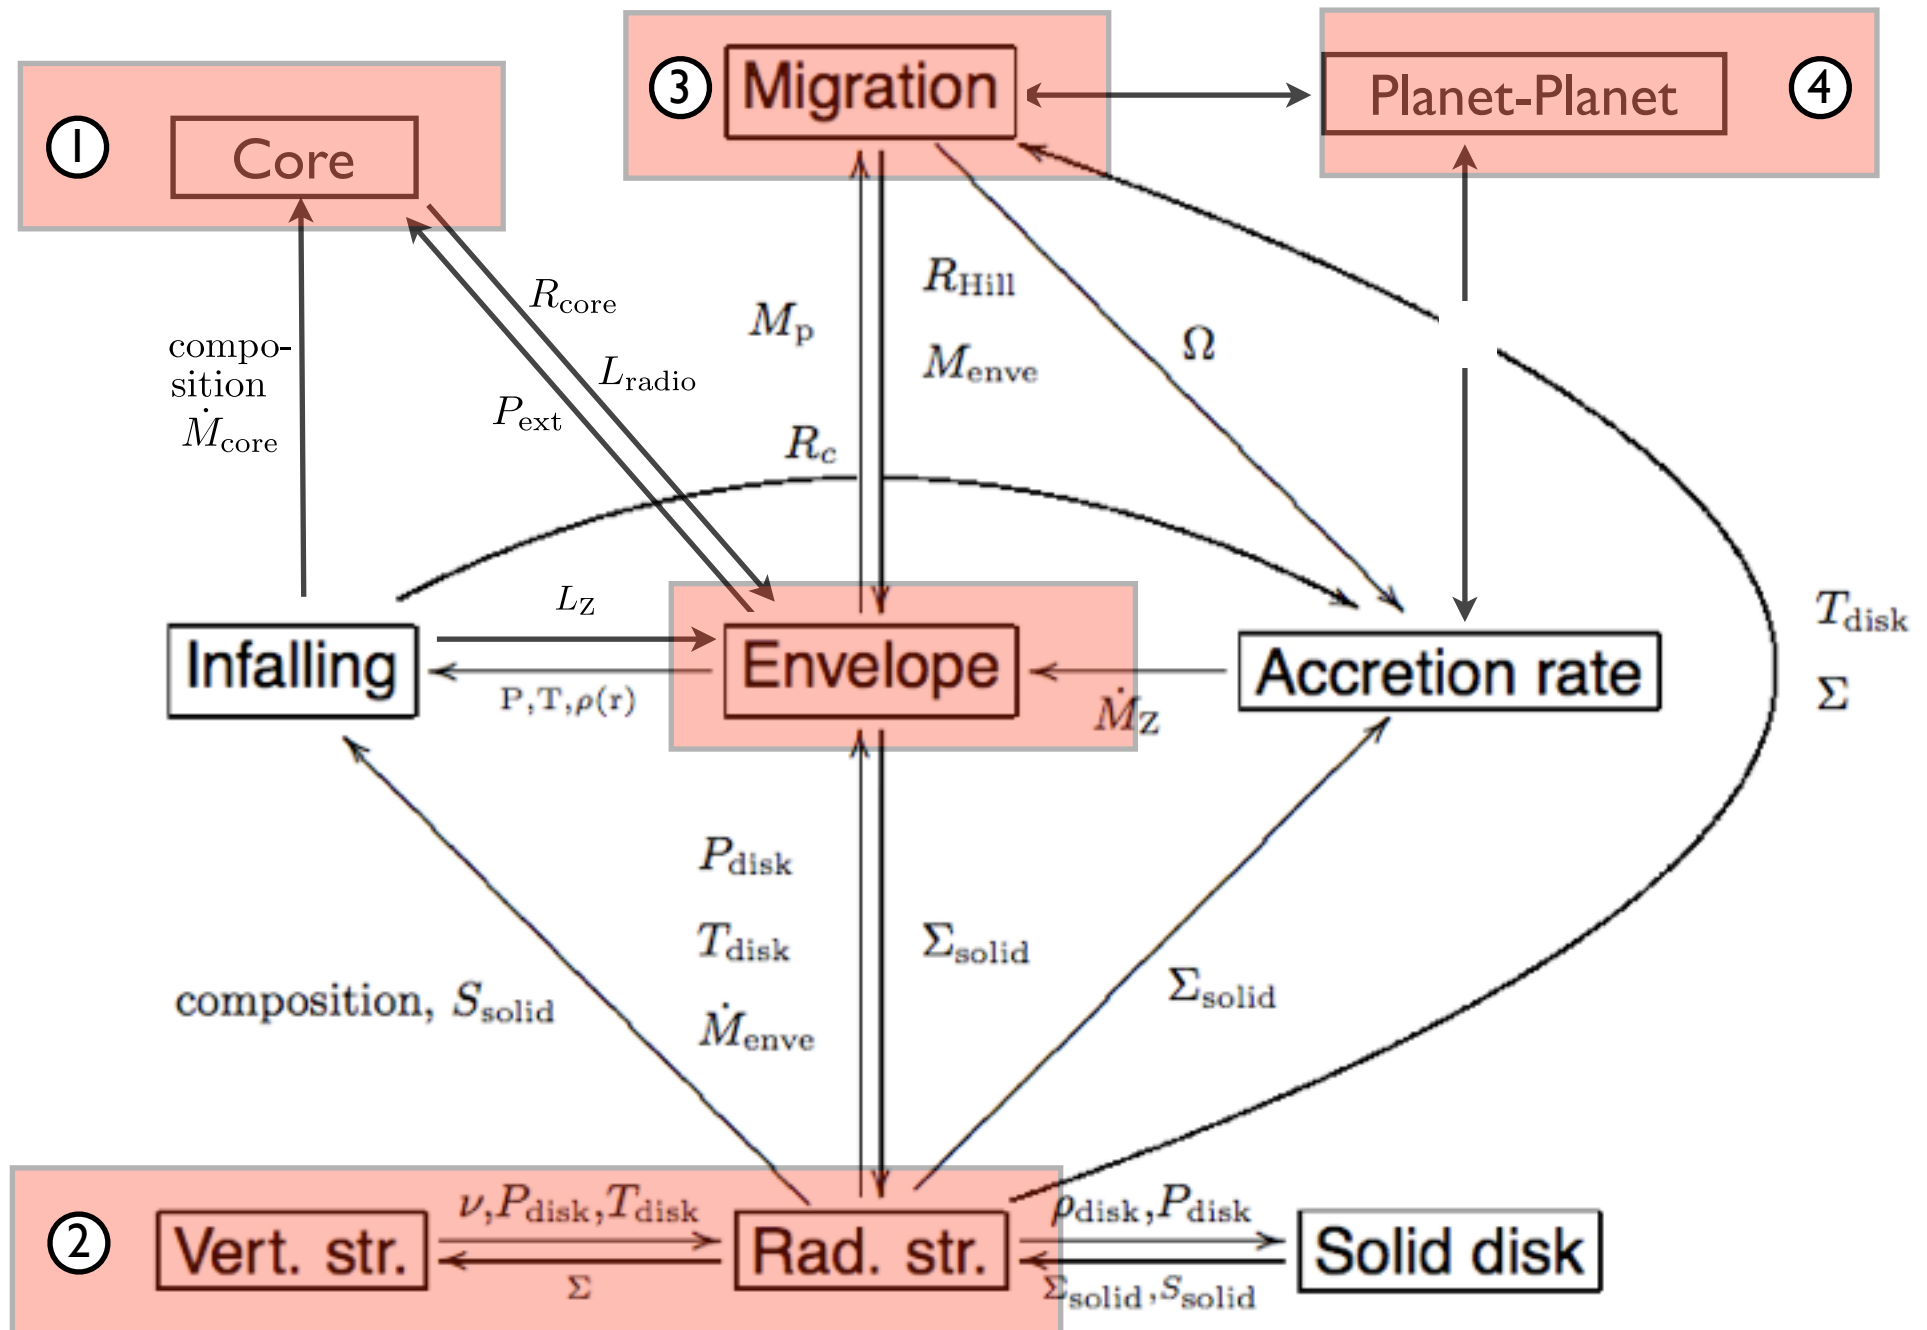 ③ Migration
Planet-Planet ④
① Core
R_Hill
R_core
M_p
Ω
compo-
sition
Ṁ_core
M_enve
L_radio
P_ext
R_c
L_Z
T_disk
Infalling
Envelope
Accretion rate
P,T,ρ(r)
Ṁ_Z
Σ
P_disk
T_disk
Σ_solid
Σ_solid
composition, S_solid
Ṁ_enve
ν,P_disk,T_disk
ρ_disk,P_disk
② Vert. str.
Rad. str.
Solid disk
Σ
Σ_solid,S_solid